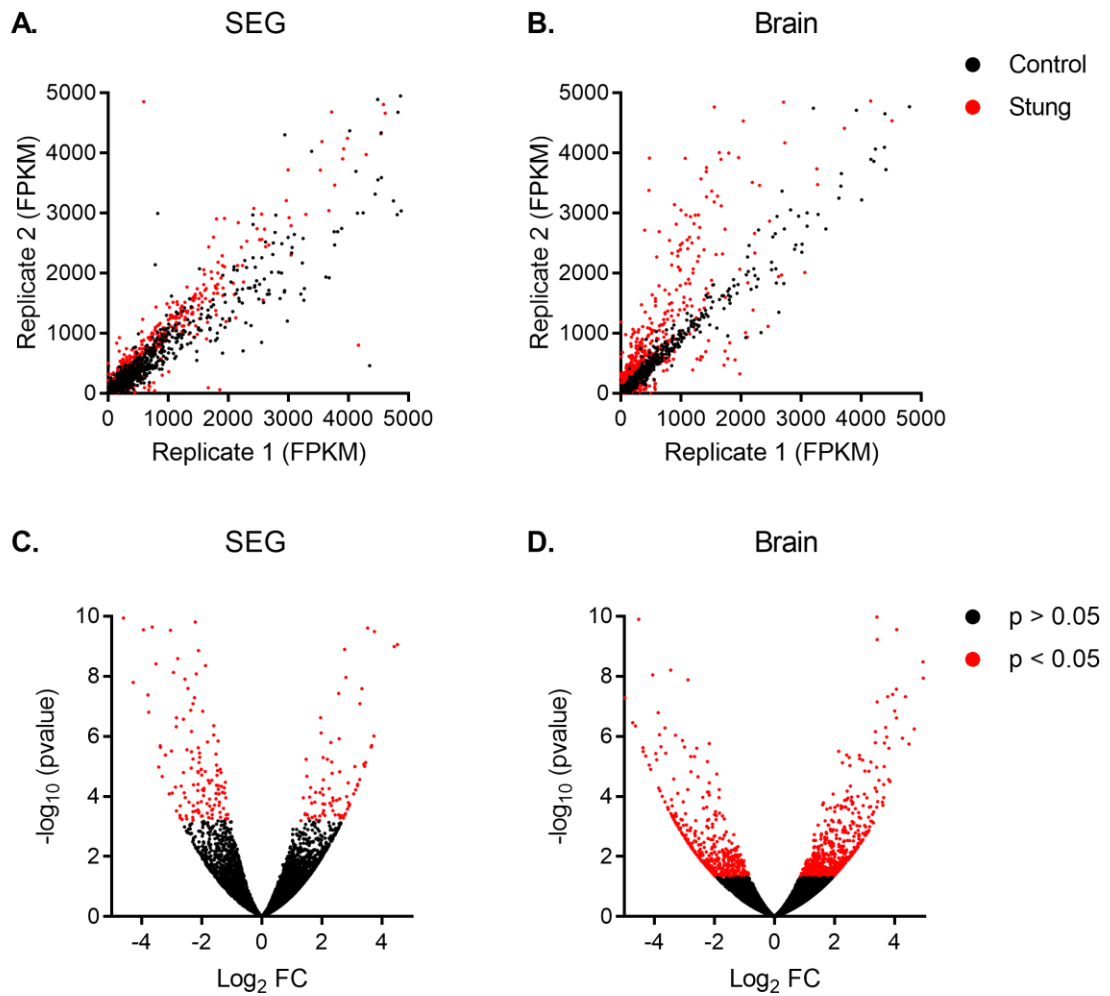 A.
SEG
B.
Brain
Control
Stung
5000
4000
3000
2000
1000
0
Replicate 2 (FPKM)
0 1000 2000 3000 4000 5000
Replicate 1 (FPKM)
5000
4000
3000
2000
1000
0
Replicate 2 (FPKM)
0 1000 2000 3000 4000 5000
Replicate 1 (FPKM)
C.
SEG
D.
Brain
p > 0.05
p < 0.05
10
8
6
4
2
0
-log10 (pvalue)
-4 -2 0 2 4
Log2 FC
10
8
6
4
2
0
-log10 (pvalue)
-4 -2 0 2 4
Log2 FC